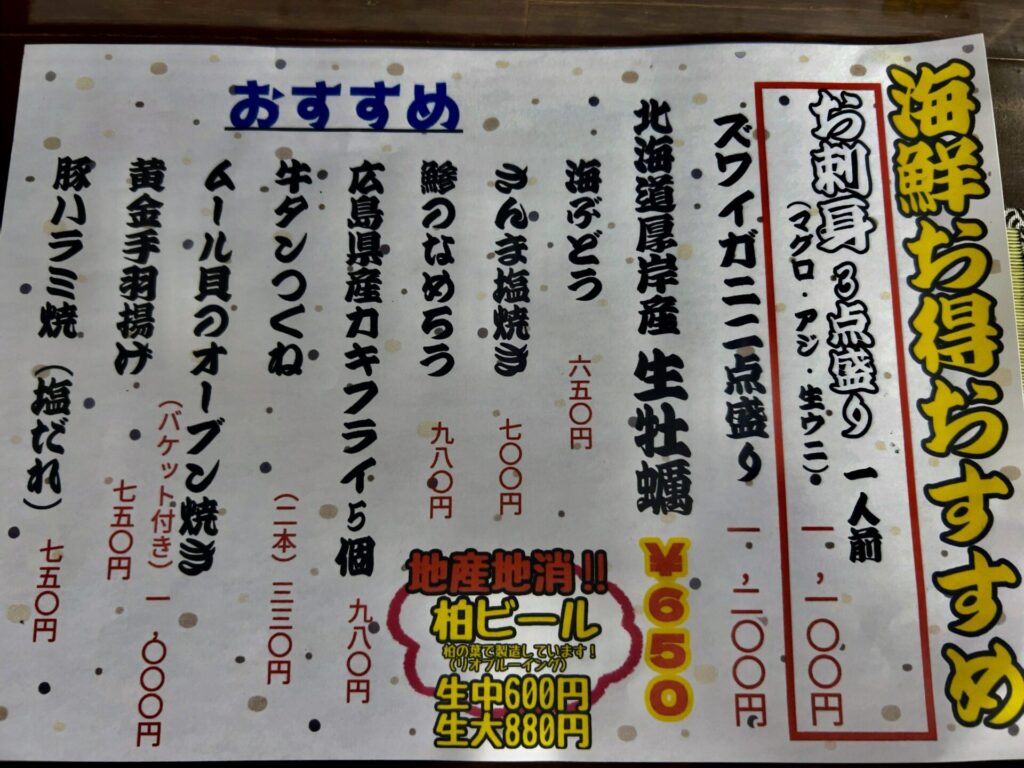 海鮮お得おすすめ
お刺身3点盛り 一人前
(マグロ・アジ・生ウニ) 一,一〇〇円
ズワイガニ二点盛り 一,二〇〇円
北海道厚岸産 生牡蠣 ¥650
海ぶどう 六五〇円
さんま塩焼き 七〇〇円
おすすめ
鯵のなめろう 九八〇円
広島県産カキフライ5個 九八〇円
牛タンつくね (二本) 三三〇円
ムール貝のオーブン焼き
(バケット付き) 一,〇〇〇円
黄金手羽揚げ 七五〇円
豚ハラミ焼 (塩だれ) 七五〇円
地産地消!!
柏ビール
柏の葉で製造しています!
(リオブルーイング)
生中600円
生大880円